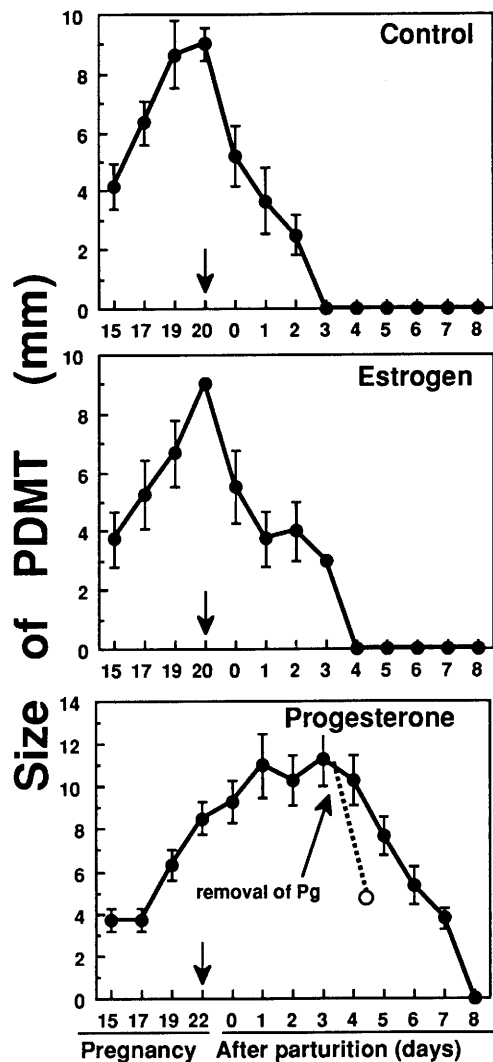 Size of PDMT (mm)
Control
10
8
6
4
2
0
15 17 19 20 0 1 2 3 4 5 6 7 8
Estrogen
10
8
6
4
2
0
15 17 19 20 0 1 2 3 4 5 6 7 8
Progesterone
14
12
10
8
6
4
2
0
removal of Pg
15 17 19 22 0 1 2 3 4 5 6 7 8
Pregnancy After parturition (days)